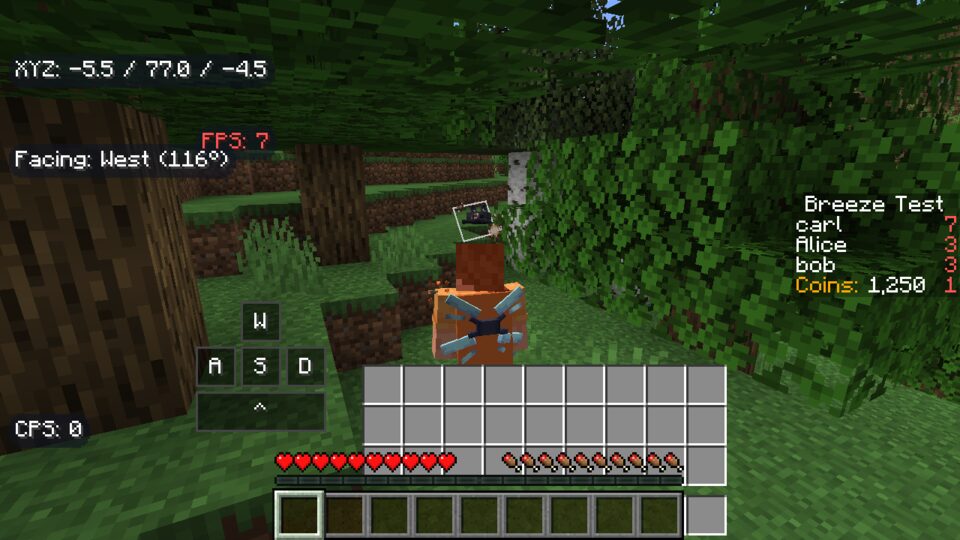 XYZ: -5.5 / 77.0 / -4.5
FPS: 7
Facing: West (116º)
Breeze Test
carl 7
Alice 3
bob 3
Coins: 1,250 1
W
A S D
^
CPS: 0